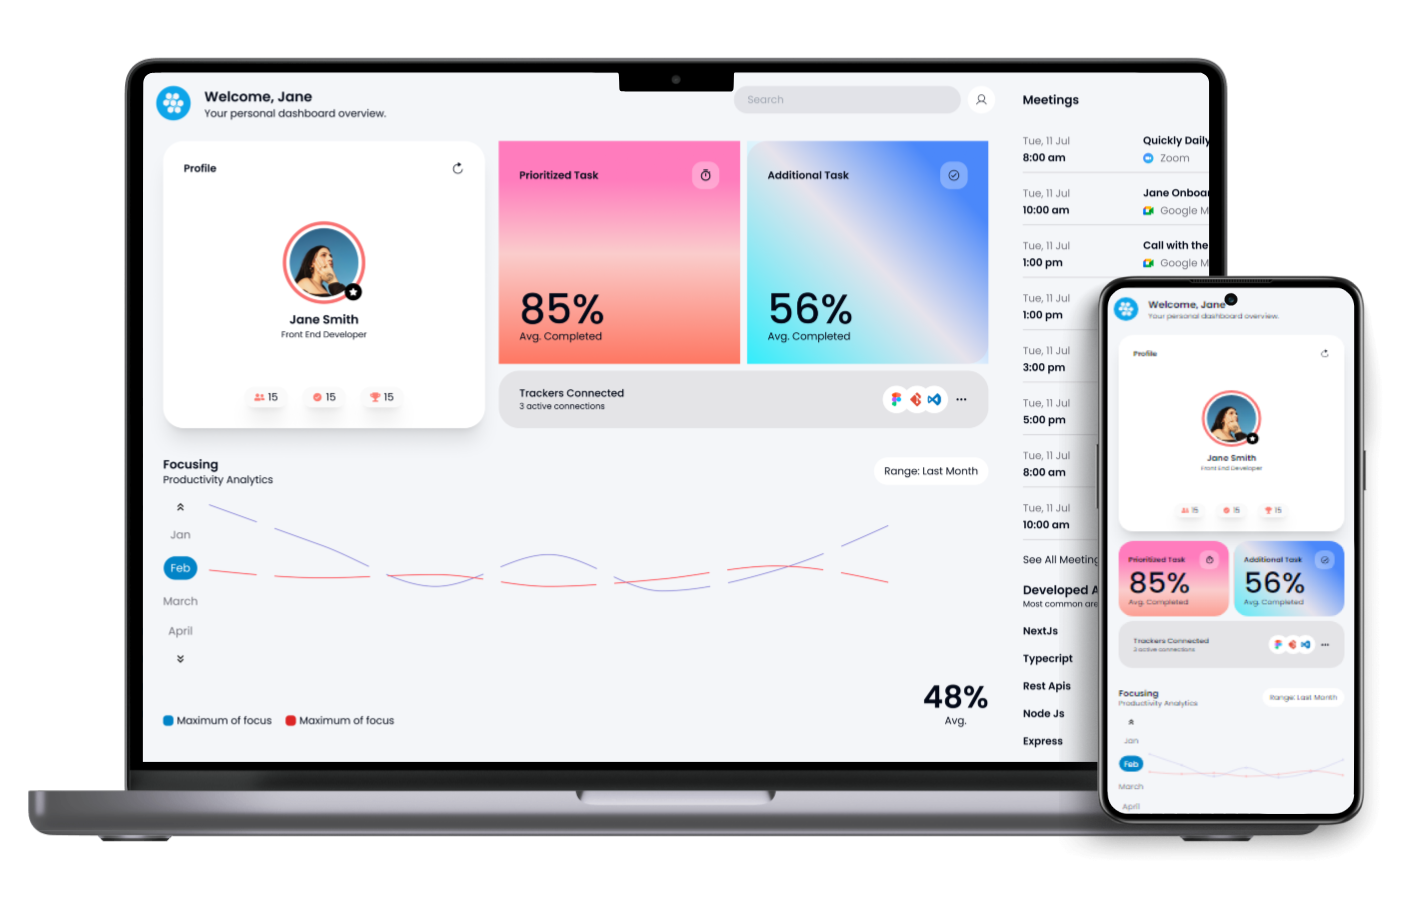 Welcome, Jane
Your personal dashboard overview.
Search
Profile
Jane Smith
Front End Developer
15
15
15
Prioritized Task
85%
Avg. Completed
Additional Task
56%
Avg. Completed
Trackers Connected
3 active connections
Focusing
Productivity Analytics
Range: Last Month
Jan
Feb
March
April
Maximum of focus
Maximum of focus
48%
Avg.
Meetings
Tue, 11 Jul
8:00 am
Quickly Daily
Zoom
Tue, 11 Jul
10:00 am
Jane Onboar
Google M
Tue, 11 Jul
1:00 pm
Call with the
Google M
Tue, 11 Jul
1:00 pm
Tue, 11 Jul
3:00 pm
Tue, 11 Jul
5:00 pm
Tue, 11 Jul
8:00 am
Tue, 11 Jul
10:00 am
See All Meeting
Developed A
Most common are
NextJs
Typecript
Rest Apis
Node Js
Express
Welcome, Jane
Your personal dashboard overview.
Profile
Jane Smith
Front End Developer
15
15
15
Prioritized Task
85%
Avg. Completed
Additional Task
56%
Avg. Completed
Trackers Connected
3 active connections
Focusing
Productivity Analytics
Range: Last Month
Jan
Feb
March
April